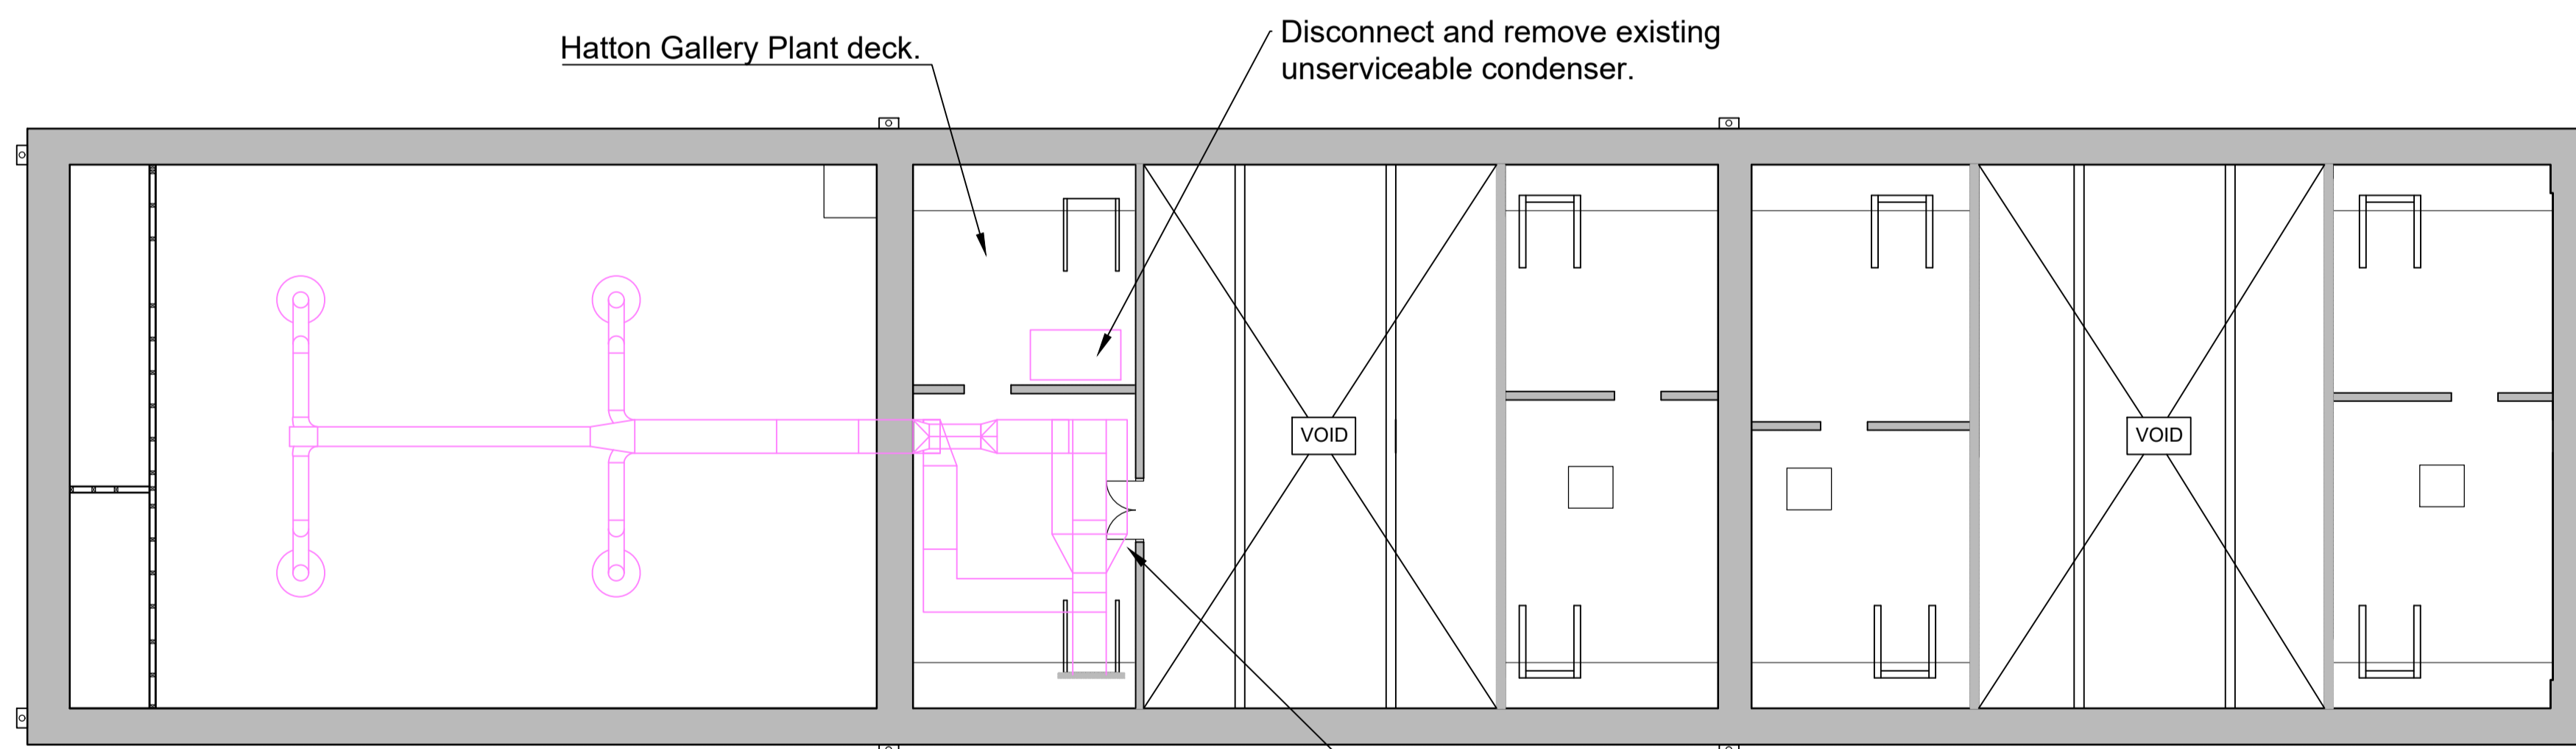 Hatton Gallery Plant deck.
Disconnect and remove existing
unserviceable condenser.
VOID
VOID